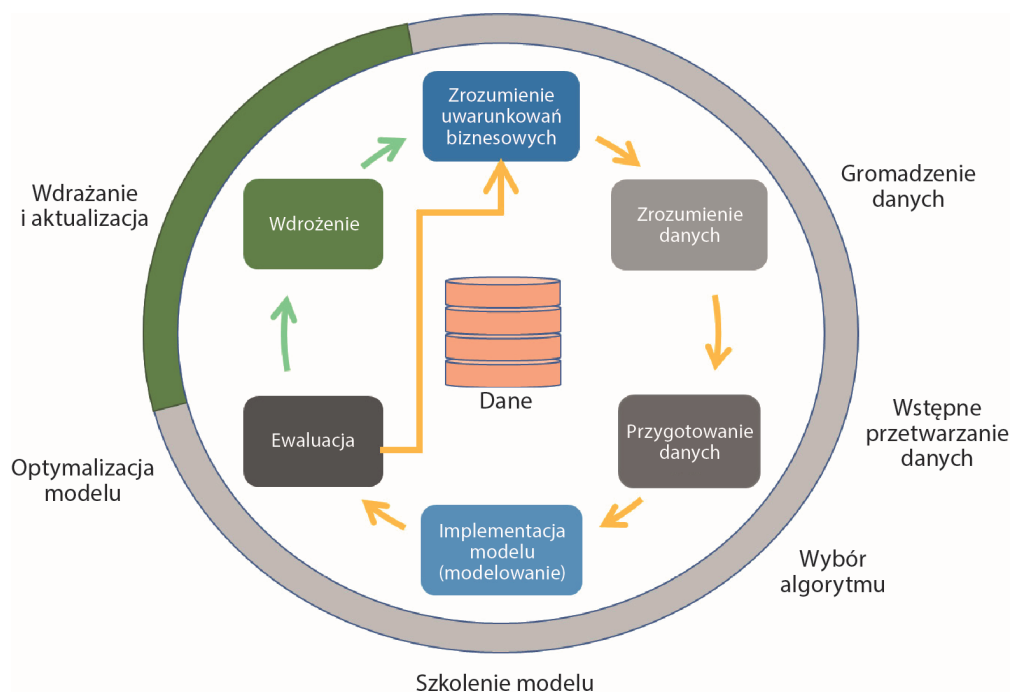 Zrozumienie
uwarunkowań
biznesowych
Gromadzenie
danych
Wdrażanie
i aktualizacja
Wdrożenie
Zrozumienie
danych
Dane
Wstępne
przetwarzanie
danych
Ewaluacja
Przygotowanie
danych
Optymalizacja
modelu
Implementacja
modelu
(modelowanie)
Wybór
algorytmu
Szkolenie modelu